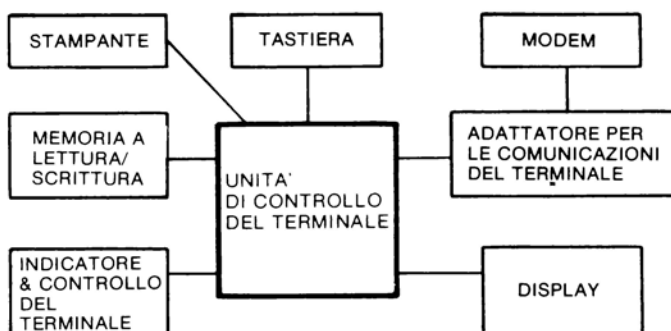 STAMPANTE
TASTIERA
MODEM
MEMORIA A
LETTURA/
SCRITTURA
UNITA'
DI CONTROLLO
DEL TERMINALE
ADATTATORE PER
LE COMUNICAZIONI
DEL TERMINALE
INDICATORE
& CONTROLLO
DEL
TERMINALE
DISPLAY